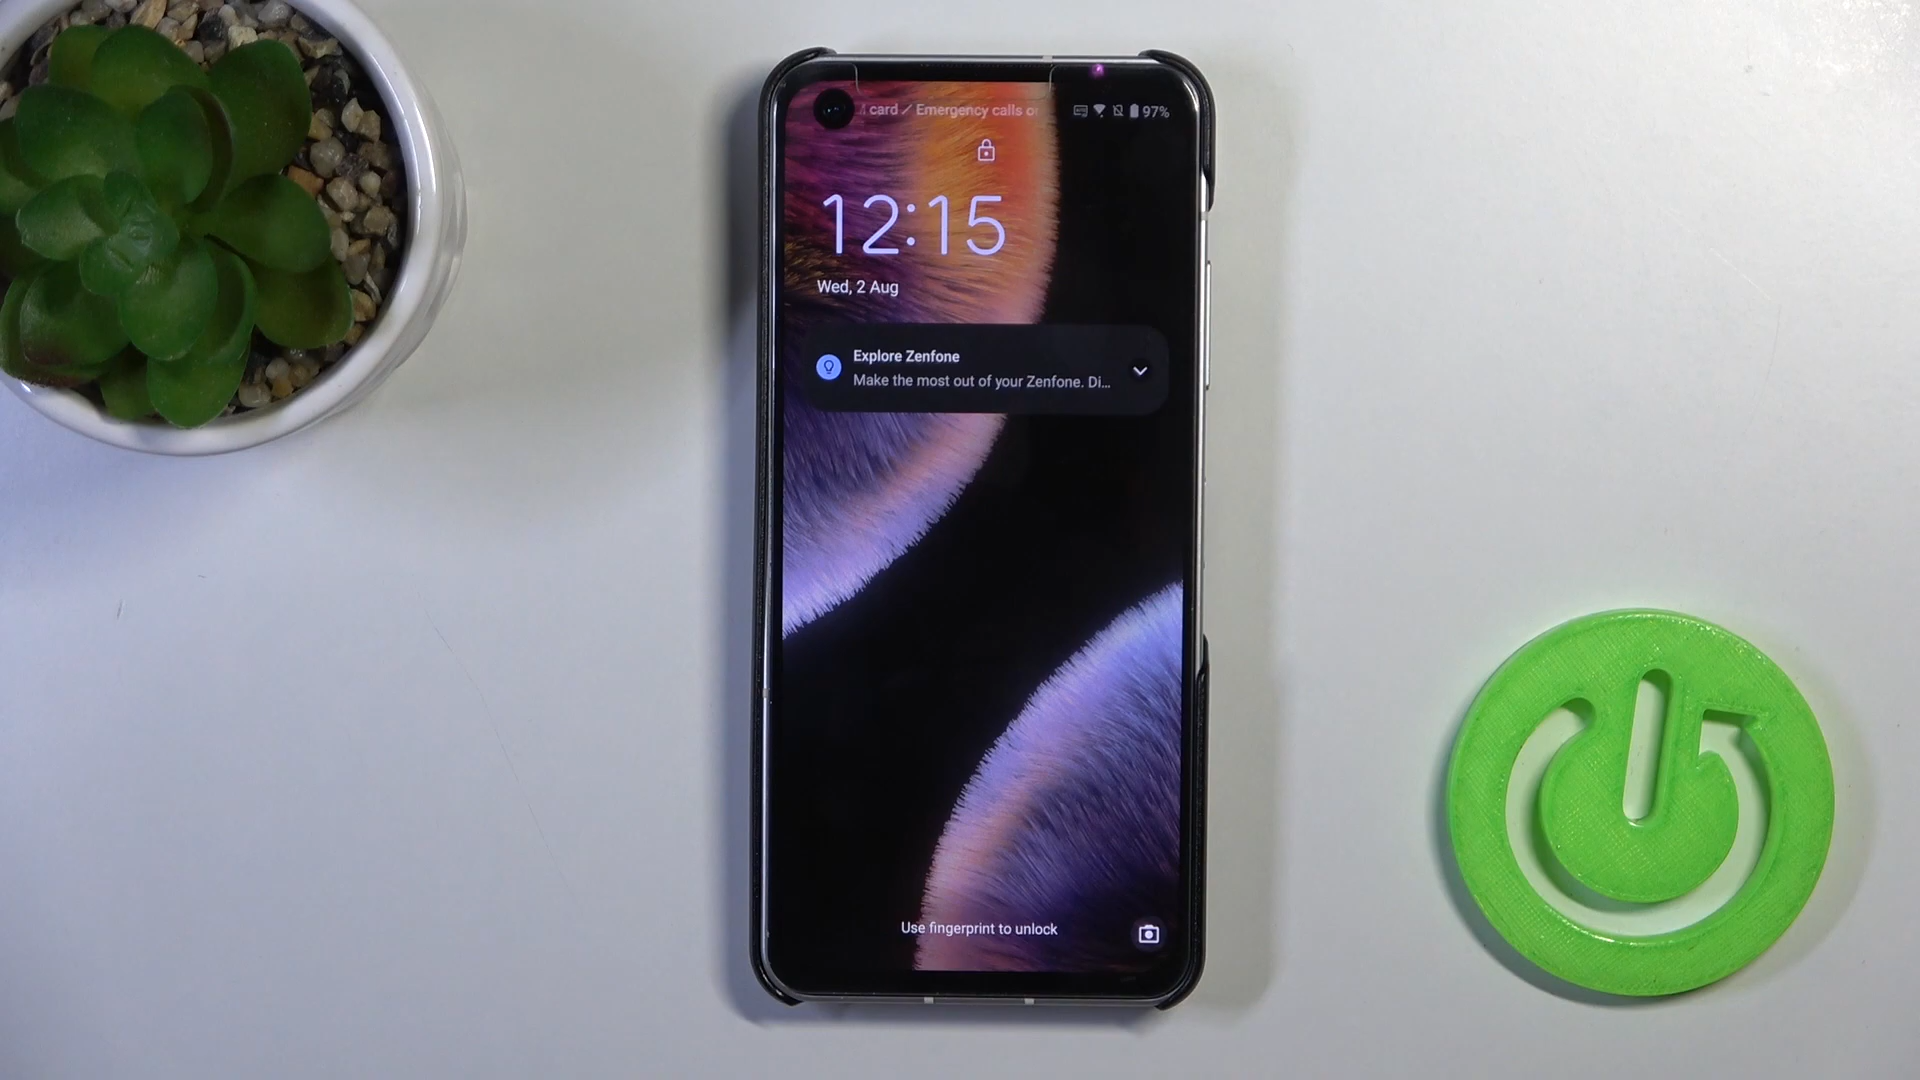 card / Emergency calls
97%
12:15
Wed, 2 Aug
Explore Zenfone
Make the most out of your Zenfone. Di...
Use fingerprint to unlock